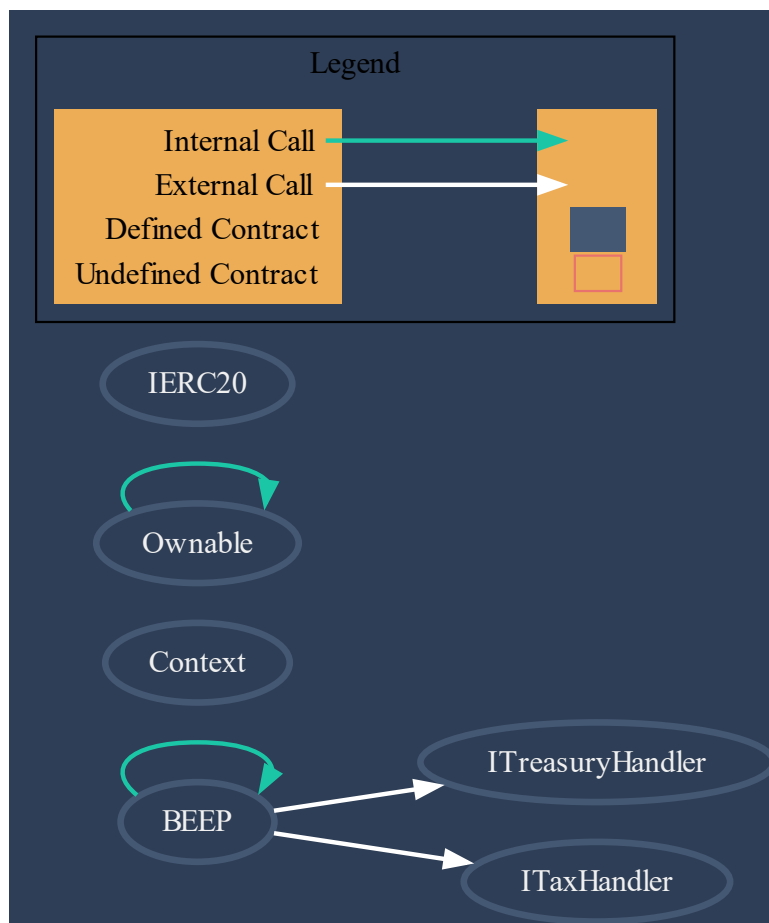 Legend
Internal Call
External Call
Defined Contract
Undefined Contract
IERC20
Ownable
Context
ITreasuryHandler
BEEP
ITaxHandler